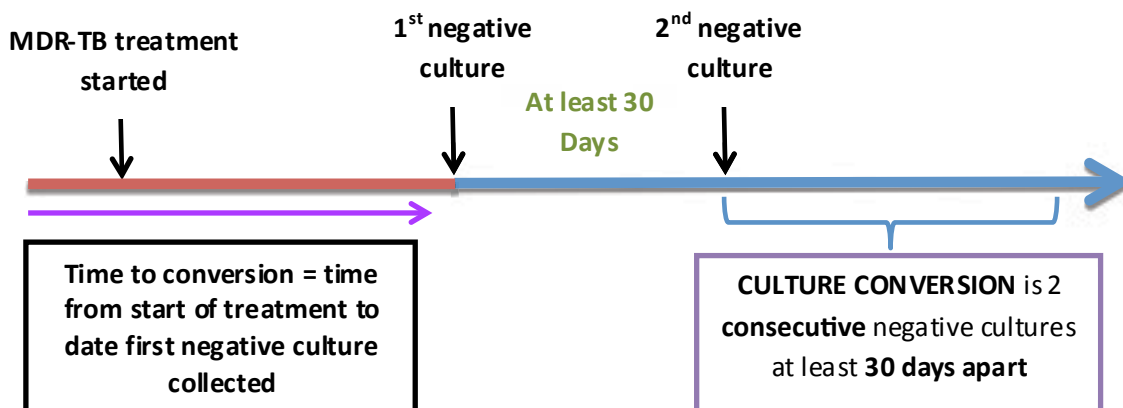 MDR-TB treatment
started
1st negative
culture
2nd negative
culture
At least 30
Days
Time to conversion = time
from start of treatment to
date first negative culture
collected
CULTURE CONVERSION is 2
consecutive negative cultures
at least 30 days apart